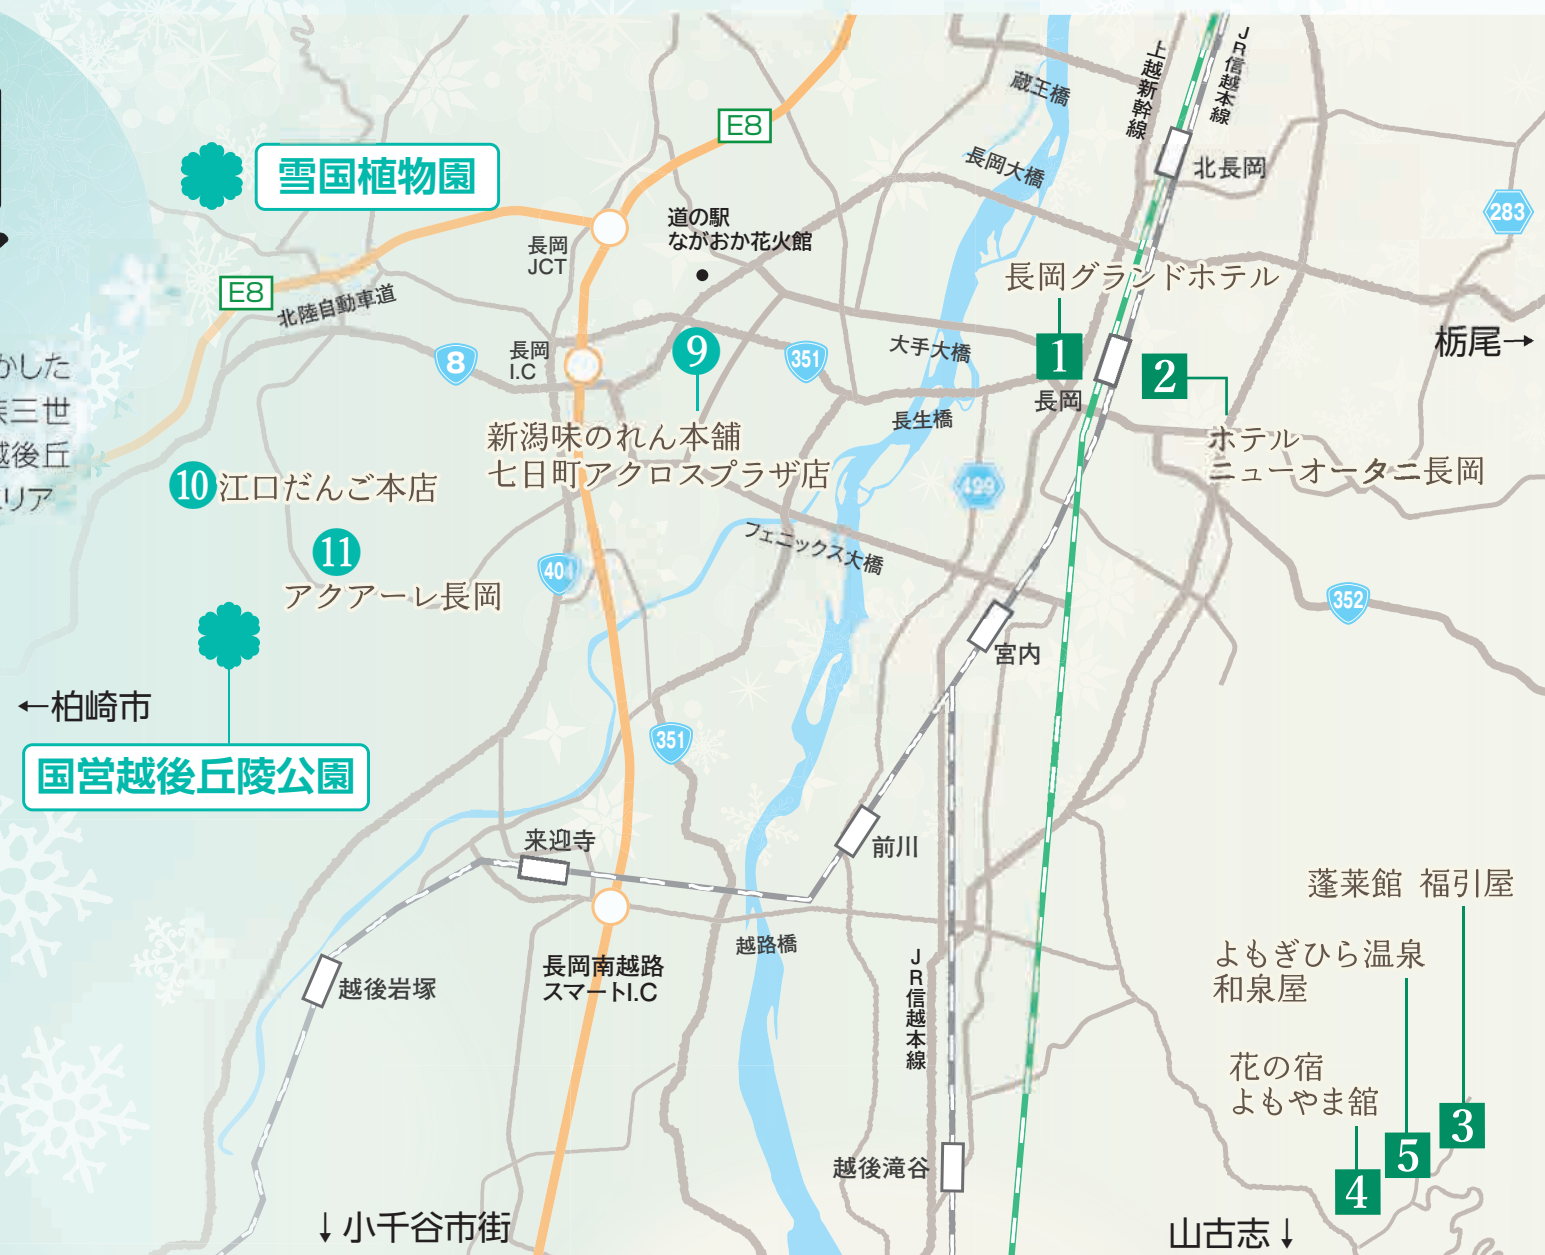 上越新幹線
JR信越本線
蔵王橋
E8
長岡大橋
北長岡
雪国植物園
283
道の駅
ながおか花火館
長岡
JCT
長岡グランドホテル
E8
北陸自動車道
栃尾→
かした
三世
越後丘
リア
8
長岡
I.C
9
351
大手大橋
1
2
長岡
長生橋
新潟味のれん本舗
七日町アクロスプラザ店
ホテル
ニューオータニ長岡
10 江口だんご本店
499
11
アクアーレ長岡
フェニックス大橋
404
352
宮内
←柏崎市
351
国営越後丘陵公園
来迎寺
前川
蓬莱館 福引屋
越路橋
よもぎひら温泉
和泉屋
長岡南越路
スマートI.C
JR信越本線
越後岩塚
花の宿
よもやま舘
3
5
4
越後滝谷
↓小千谷市街
山古志↓